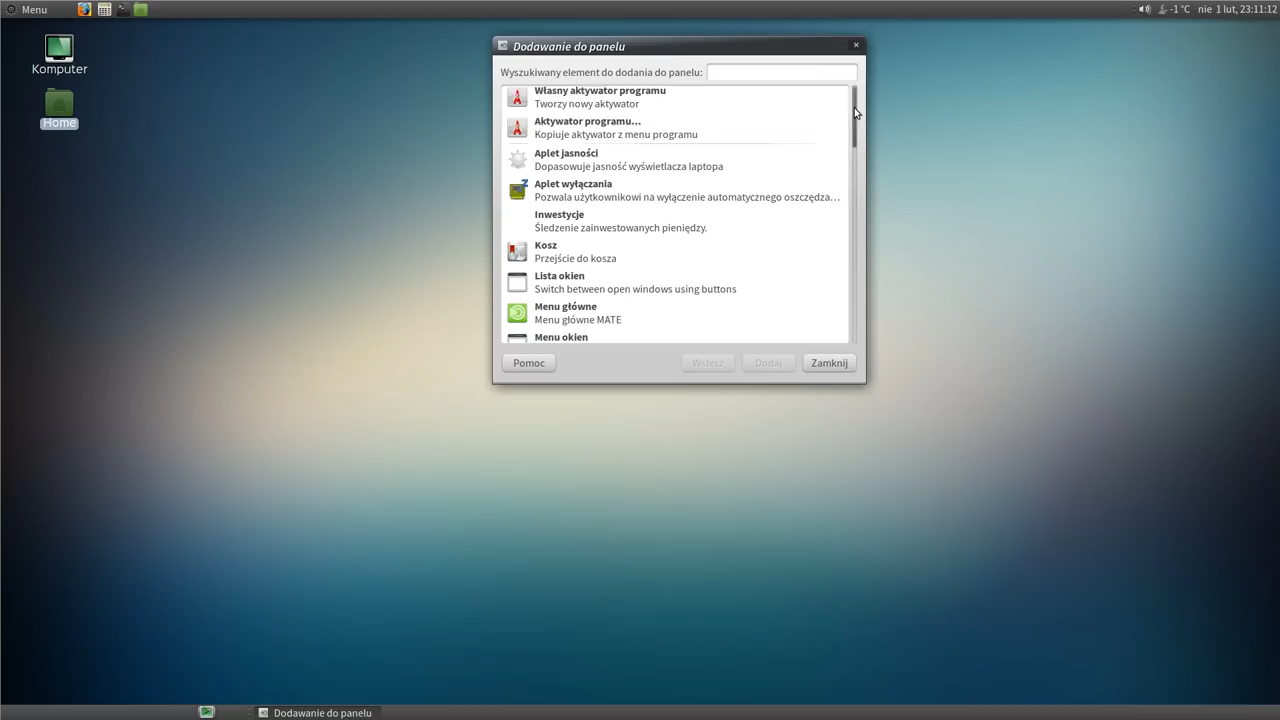 Menu
-1 °C nie 1 lut, 23:11:12
Komputer
Home
Dodawanie do panelu
Wyszukiwany element do dodania do panelu:
Własny aktywator programu
Tworzy nowy aktywator
Aktywator programu...
Kopiuje aktywator z menu programu
Aplet jasności
Dopasowuje jasność wyświetlacza laptopa
Aplet wyłączania
Pozwala użytkownikowi na wyłączenie automatycznego oszczędza...
Inwestycje
Śledzenie zainwestowanych pieniędzy.
Kosz
Przejście do kosza
Lista okien
Switch between open windows using buttons
Menu główne
Menu główne MATE
Menu okien
Pomoc
Wstecz
Dodaj
Zamknij
Dodawanie do panelu